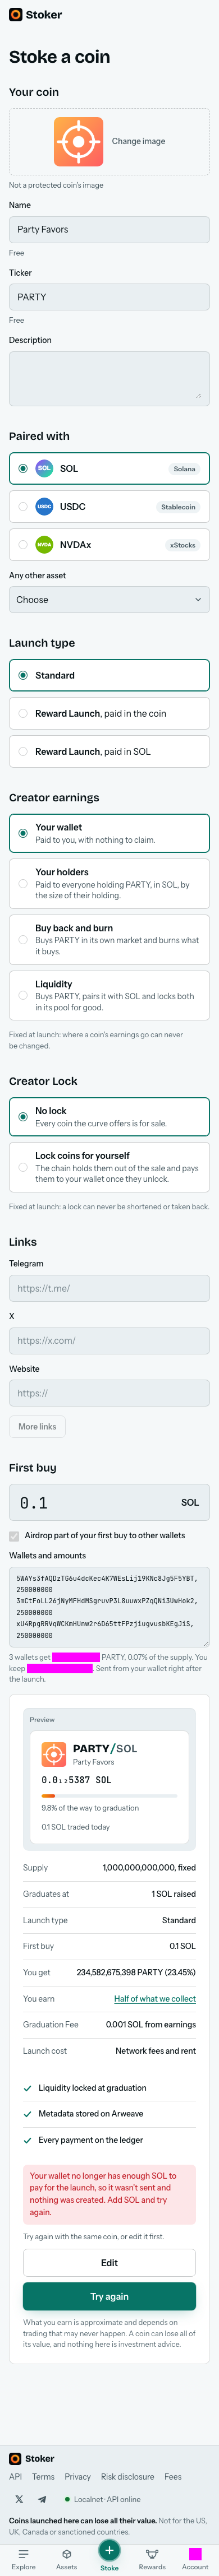 Stoker
Stoke a coin
Your coin
Change image
Not a protected coin's image
Name
Party Favors
Free
Ticker
PARTY
Free
Description
Paired with
SOL
SOL
Solana
USDC
USDC
Stablecoin
NVDA
NVDAx
xStocks
Any other asset
Choose
Launch type
Standard
Reward Launch, paid in the coin
Reward Launch, paid in SOL
Creator earnings
Your wallet
Paid to you, with nothing to claim.
Your holders
Paid to everyone holding PARTY, in SOL, by
the size of their holding.
Buy back and burn
Buys PARTY in its own market and burns what
it buys.
Liquidity
Buys PARTY, pairs it with SOL and locks both
in its pool for good.
Fixed at launch: where a coin's earnings go can never
be changed.
Creator Lock
No lock
Every coin the curve offers is for sale.
Lock coins for yourself
The chain holds them out of the sale and pays
them to your wallet once they unlock.
Fixed at launch: a lock can never be shortened or taken back.
Links
Telegram
https://t.me/
X
https://x.com/
Website
https://
More links
First buy
0.1
SOL
Airdrop part of your first buy to other wallets
Wallets and amounts
5WAYs3fAQDzTG6u4dcKec4K7WEsLij19KNc8Jg5F5YBT,
250000000
3mCtFoLL26jNyMFHdMSgruvP3L8uuwxPZqQNi3UwHok2,
250000000
xU4RpgRRVqWCKmHUnw2r6D65ttFPzjiugvusbKEgJiS,
250000000
3 wallets get PARTY, 0.07% of the supply. You
keep . Sent from your wallet right after
the launch.
Preview
PARTY/SOL
Party Favors
0.0₁₂5387 SOL
9.8% of the way to graduation
0.1 SOL traded today
Supply 1,000,000,000,000, fixed
Graduates at 1 SOL raised
Launch type Standard
First buy 0.1 SOL
You get 234,582,675,398 PARTY (23.45%)
You earn Half of what we collect
Graduation Fee 0.001 SOL from earnings
Launch cost Network fees and rent
Liquidity locked at graduation
Metadata stored on Arweave
Every payment on the ledger
Your wallet no longer has enough SOL to
pay for the launch, so it wasn't sent and
nothing was created. Add SOL and try
again.
Try again with the same coin, or edit it first.
Edit
Try again
What you earn is approximate and depends on
trading that may never happen. A coin can lose all of
its value, and nothing here is investment advice.
Stoker
API Terms Privacy Risk disclosure Fees
Localnet · API online
Coins launched here can lose all their value. Not for the US,
UK, Canada or sanctioned countries.
Explore Assets Stoke Rewards Account